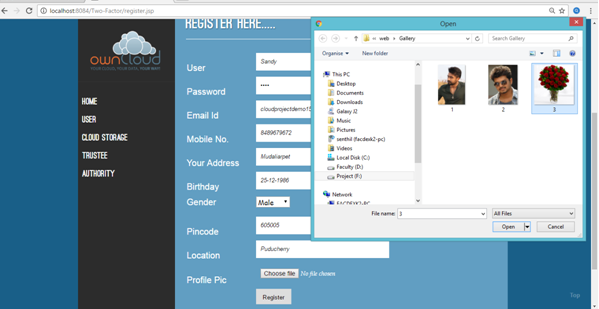 localhost:8084/Two-Factor/register.jsp
REGISTER HERE.....
ownCloud
YOUR CLOUD, YOUR DATA, YOUR WAY!
HOME
USER
CLOUD STORAGE
TRUSTEE
AUTHORITY
User
Sandy
Password
••••
Email Id
cloudprojectdemo15
Mobile No.
8489679672
Your Address
Mudaliarpet
Birthday
25-12-1986
Gender
Male
Pincode
605005
Location
Puducherry
Profile Pic
Choose file No file chosen
Register
Top
Open
web Gallery
Search Gallery
Organise
New folder
This PC
Desktop
Documents
Downloads
Galaxy J2
Music
Pictures
senthil (facdesk2-pc)
Videos
Local Disk (C:)
Faculty (D:)
Project (F:)
Network
FACDESK2-PC
1
2
3
File name: 3
All Files
Open
Cancel